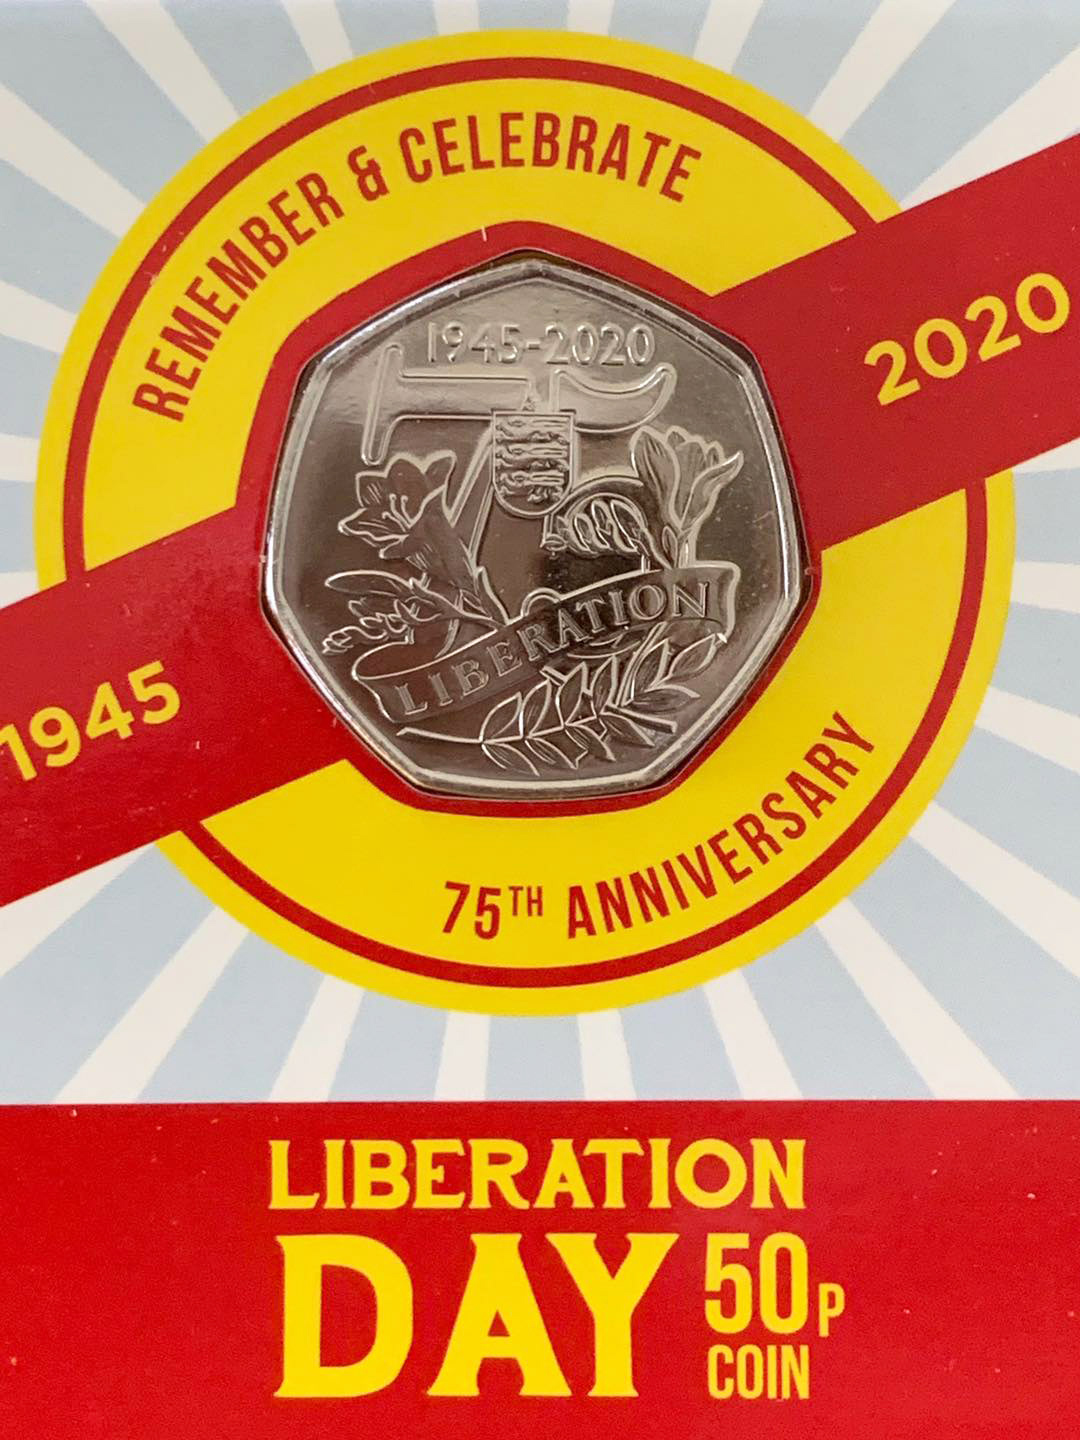 REMEMBER & CELEBRATE
1945-2020
2020
LIBERATION
1945
75TH ANNIVERSARY
LIBERATION
DAY 50P
COIN